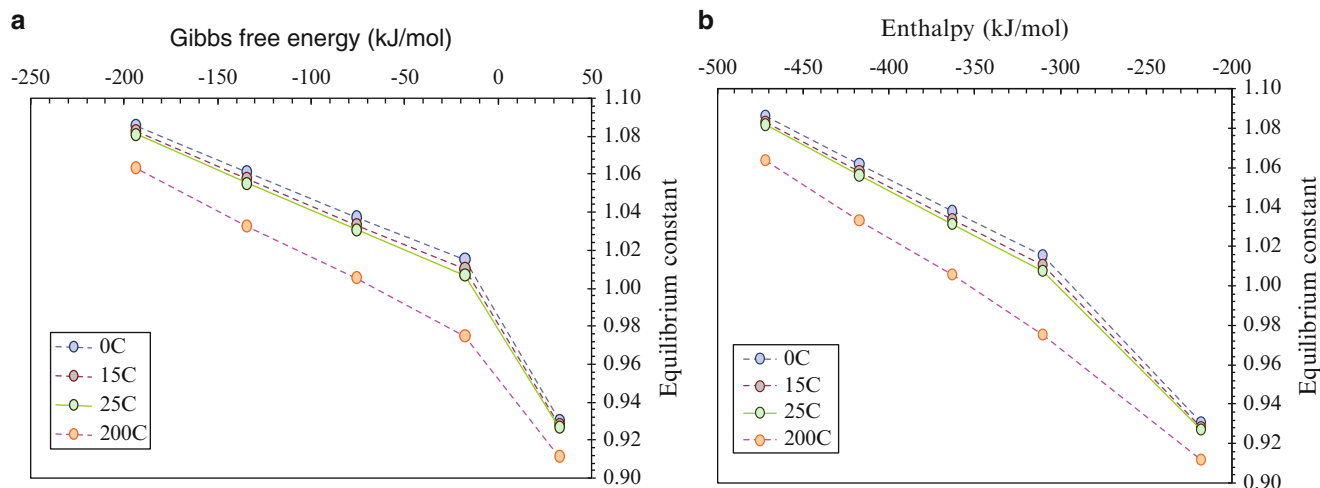 a
Gibbs free energy (kJ/mol)
-250 -200 -150 -100 -50 0 50
1.10
1.08
1.06
1.04
1.02
1.00
0.98
0.96
0.94
0.92
0.90
Equilibrium constant
0C
15C
25C
200C
b
Enthalpy (kJ/mol)
-500 -450 -400 -350 -300 -250 -200
1.10
1.08
1.06
1.04
1.02
1.00
0.98
0.96
0.94
0.92
0.90
Equilibrium constant
0C
15C
25C
200C